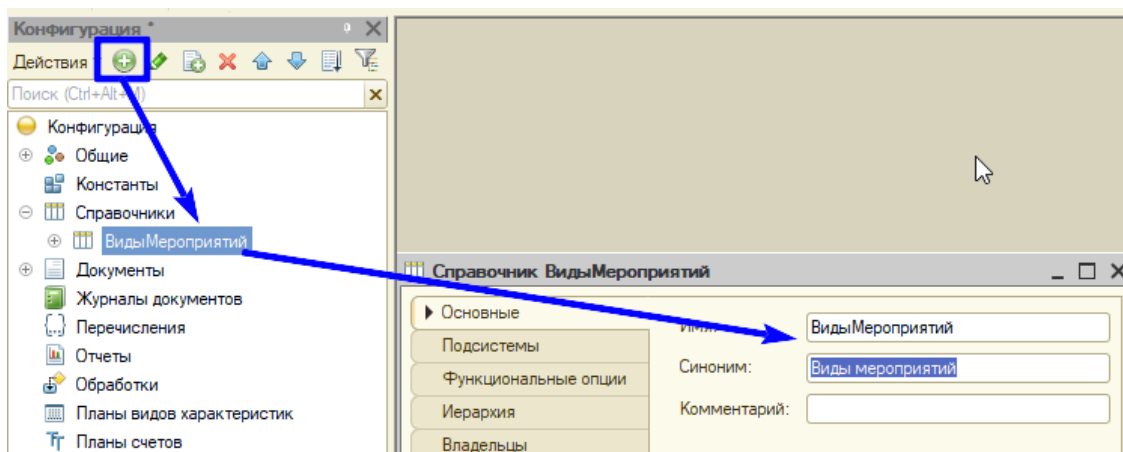 Конфигурация *
Действия
Поиск (Ctrl+Alt+M)
Конфигурация
Общие
Константы
Справочники
ВидыМероприятий
Документы
Журналы документов
Перечисления
Отчеты
Обработки
Планы видов характеристик
Планы счетов
Справочник ВидыМероприятий
Основные
Подсистемы
Функциональные опции
Иерархия
Владельцы
Имя: ВидыМероприятий
Синоним: Виды мероприятий
Комментарий: